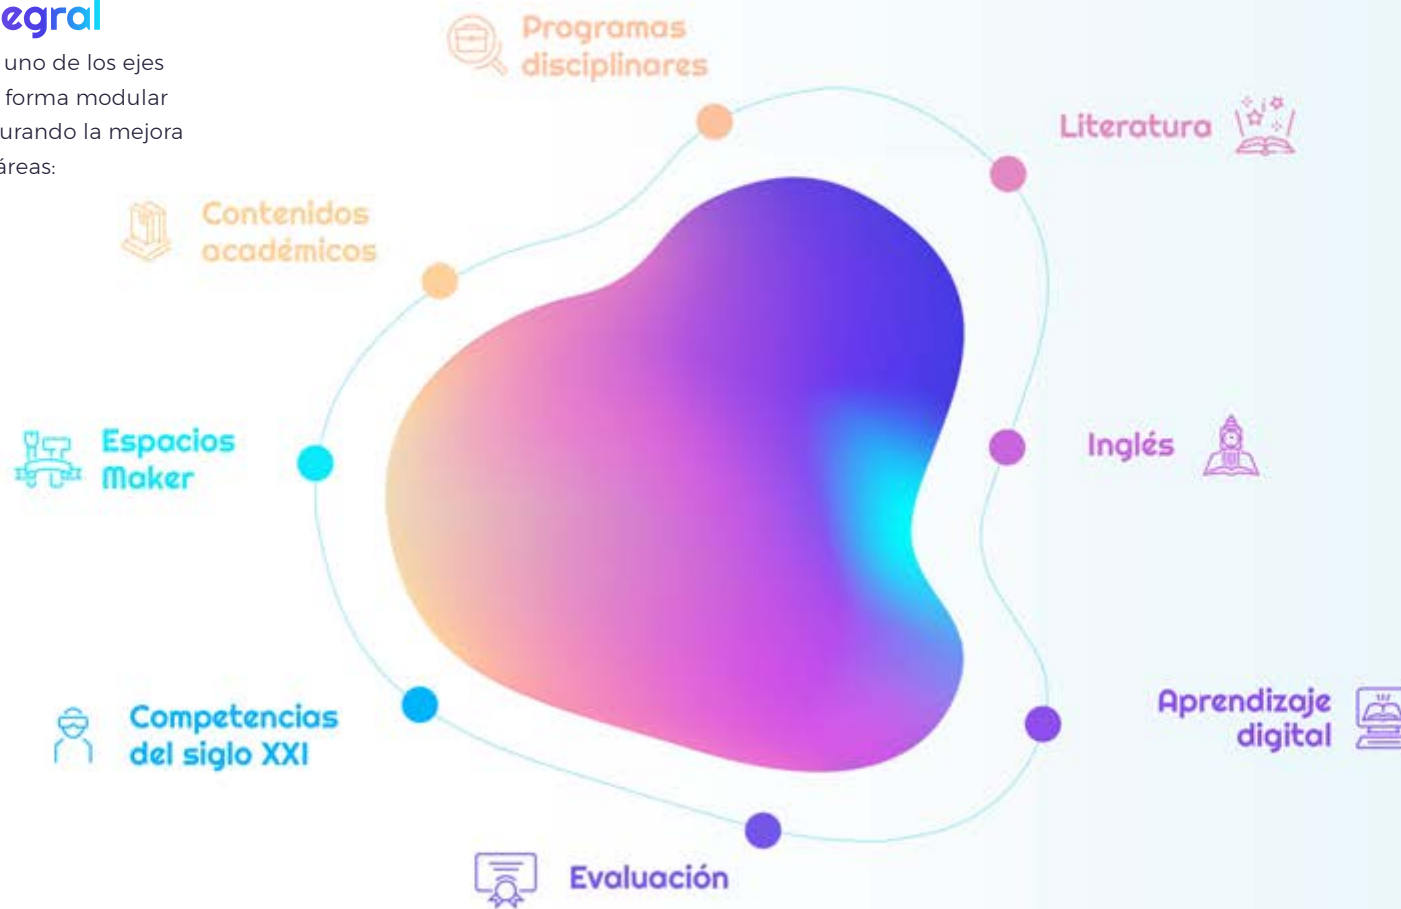 egral
uno de los ejes
forma modular
urando la mejora
áreas:
Programas
disciplinares
Literatura
Contenidos
académicos
Espacios
Maker
Inglés
Competencias
del siglo XXI
Aprendizaje
digital
Evaluación